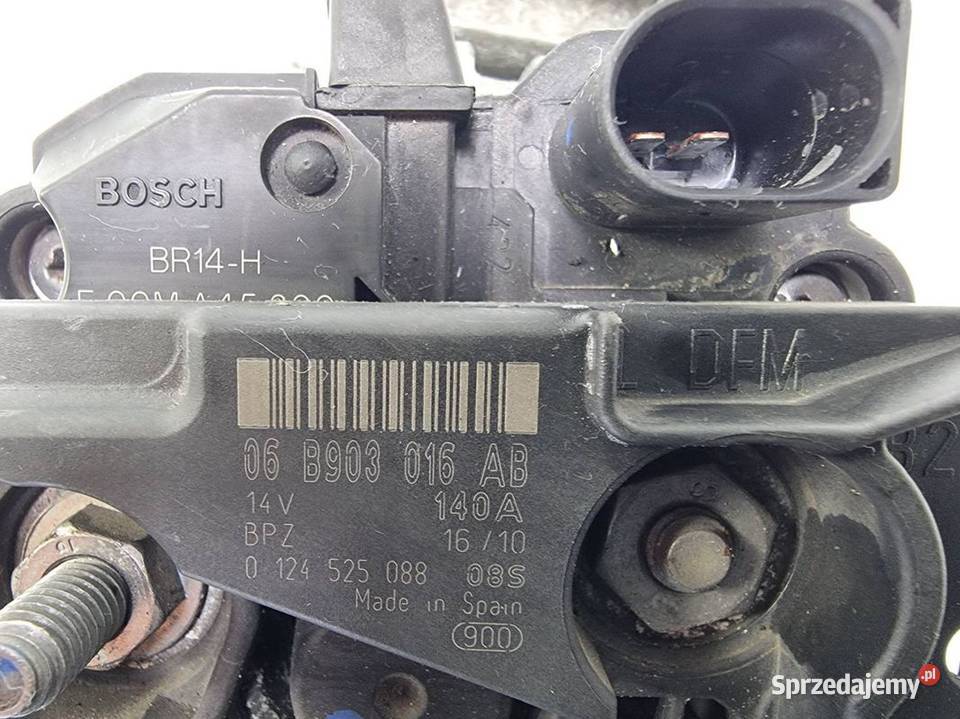 BOSCH
BR14-H
L DFM
06 B903 016 AB
14V 140A
BPZ 16/10
0 124 525 088 08S
Made in Spain
900
Sprzedajemy.pl